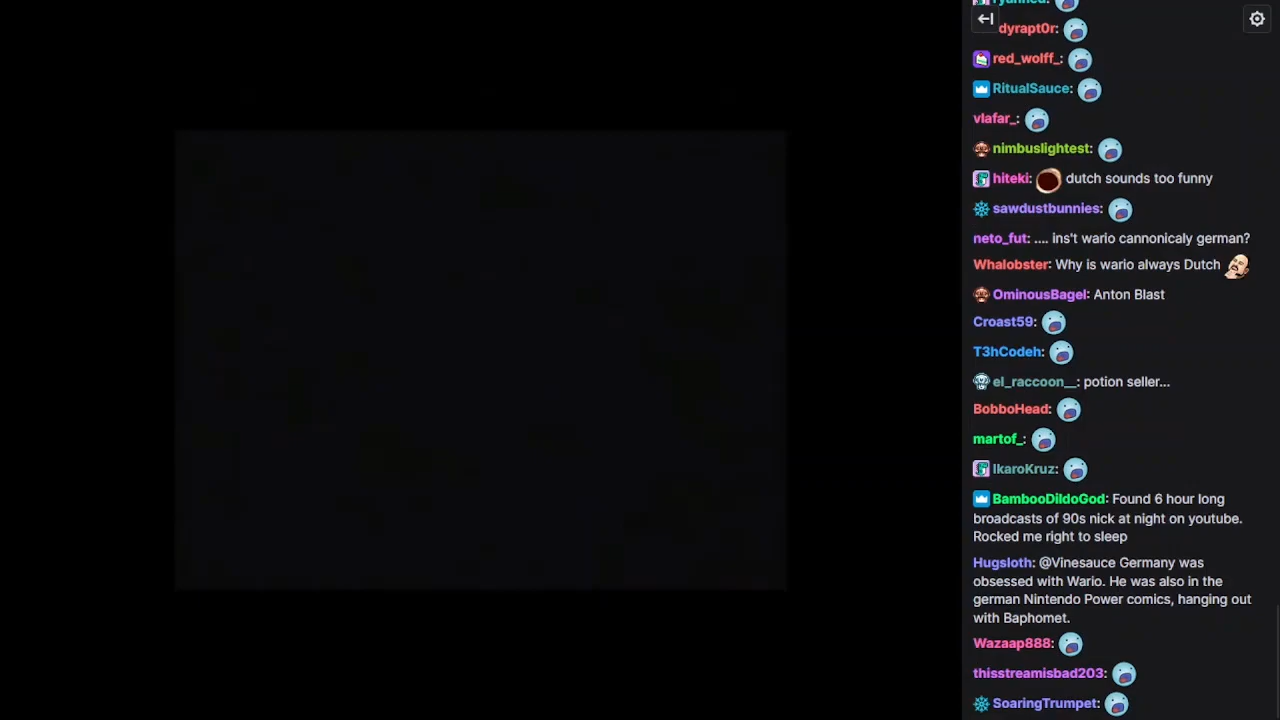 dyrapt0r:
red_wolff_:
RitualSauce:
vlafar_:
nimbuslightest:
hiteki: dutch sounds too funny
sawdustbunnies:
neto_fut: .... ins't wario cannonicaly german?
Whalobster: Why is wario always Dutch
OminousBagel: Anton Blast
Croast59:
T3hCodeh:
el_raccoon__: potion seller...
BobboHead:
martof_:
IkaroKruz:
BambooDildoGod: Found 6 hour long
broadcasts of 90s nick at night on youtube.
Rocked me right to sleep
Hugsloth: @Vinesauce Germany was
obsessed with Wario. He was also in the
german Nintendo Power comics, hanging out
with Baphomet.
Wazaap888:
thisstreamisbad203:
SoaringTrumpet: